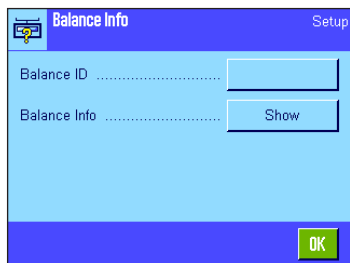 Balance Info
Setup
Balance ID ............................
Balance Info .......................... Show
OK